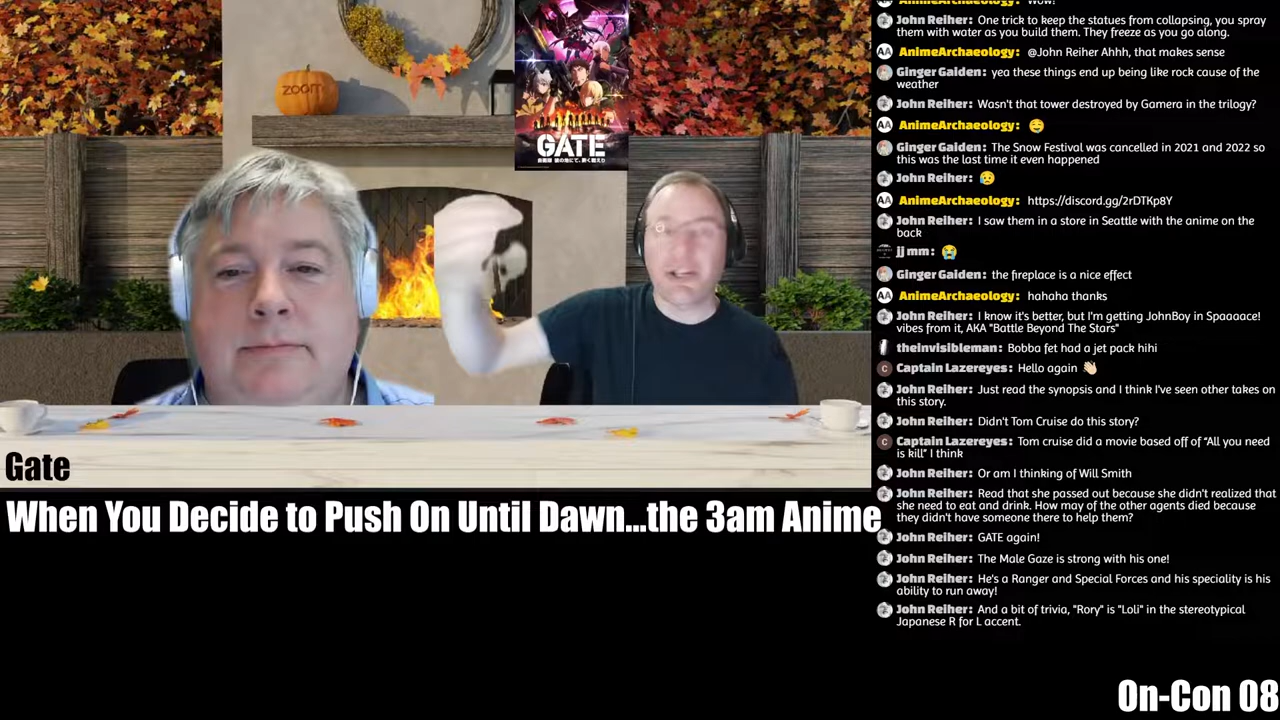 zoom
GATE
Gate
When You Decide to Push On Until Dawn...the 3am Anime
AnimeArchaeology: Wow!
John Reiher: One trick to keep the statues from collapsing, you spray
them with water as you build them. They freeze as you go along.
AA AnimeArchaeology: @John Reiher Ahhh, that makes sense
Ginger Gaiden: yea these things end up being like rock cause of the
weather
John Reiher: Wasn't that tower destroyed by Gamera in the trilogy?
AA AnimeArchaeology: 🤤
Ginger Gaiden: The Snow Festival was cancelled in 2021 and 2022 so
this was the last time it even happened
John Reiher: 😥
AA AnimeArchaeology: https://discord.gg/2rDTKp8Y
John Reiher: I saw them in a store in Seattle with the anime on the
back
jj mm: 😭
Ginger Gaiden: the fireplace is a nice effect
AA AnimeArchaeology: hahaha thanks
John Reiher: I know it's better, but I'm getting JohnBoy in Spaaaace!
vibes from it, AKA "Battle Beyond The Stars"
theinvisibleman: Bobba fet had a jet pack hihi
C Captain Lazereyes: Hello again 👋🏻
John Reiher: Just read the synopsis and I think I've seen other takes on
this story.
John Reiher: Didn't Tom Cruise do this story?
C Captain Lazereyes: Tom cruise did a movie based off of “All you need
is kill” I think
John Reiher: Or am I thinking of Will Smith
John Reiher: Read that she passed out because she didn't realized that
she need to eat and drink. How may of the other agents died because
they didn't have someone there to help them?
John Reiher: GATE again!
John Reiher: The Male Gaze is strong with his one!
John Reiher: He's a Ranger and Special Forces and his speciality is his
ability to run away!
John Reiher: And a bit of trivia, "Rory" is "Loli" in the stereotypical
Japanese R for L accent.
On-Con 08